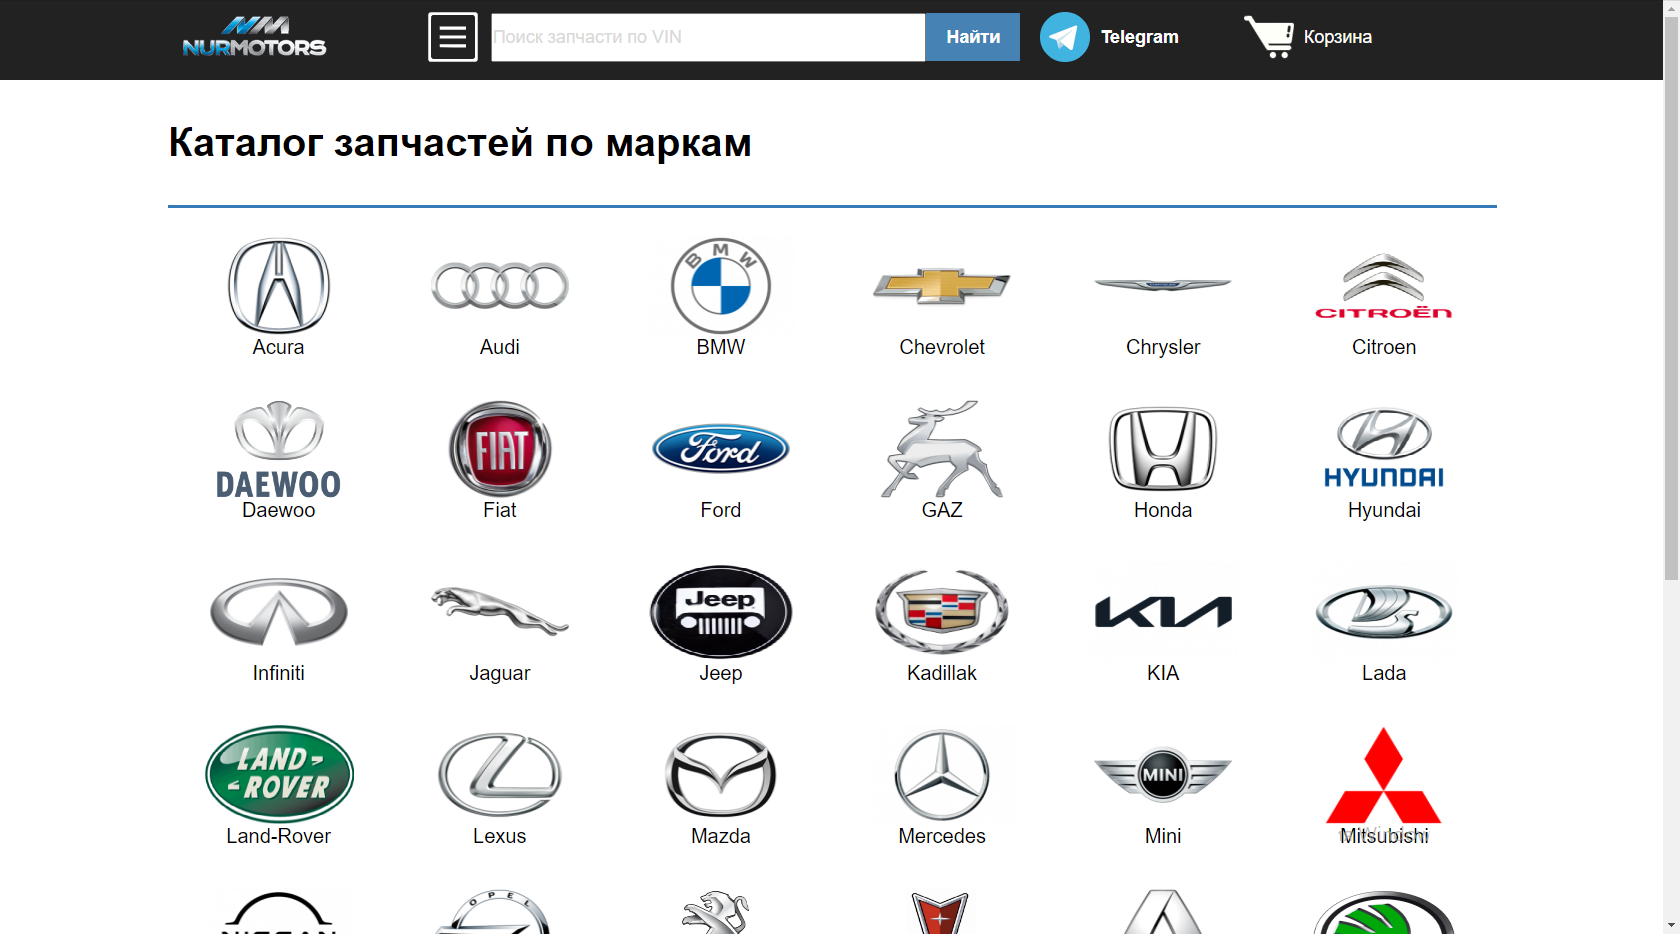 NURMOTORS
Поиск запчасти по VIN
Найти
Telegram
Корзина
Каталог запчастей по маркам
BMW
CITROËN
Acura
Audi
BMW
Chevrolet
Chrysler
Citroen
DAEWOO
FIAT
Ford
HYUNDAI
Daewoo
Fiat
Ford
GAZ
Honda
Hyundai
Jeep
KIA
Infiniti
Jaguar
Jeep
Kadillak
KIA
Lada
LAND-
-ROVER
MINI
Land-Rover
Lexus
Mazda
Mercedes
Mini
Mitsubishi
NISSAN
OPEL